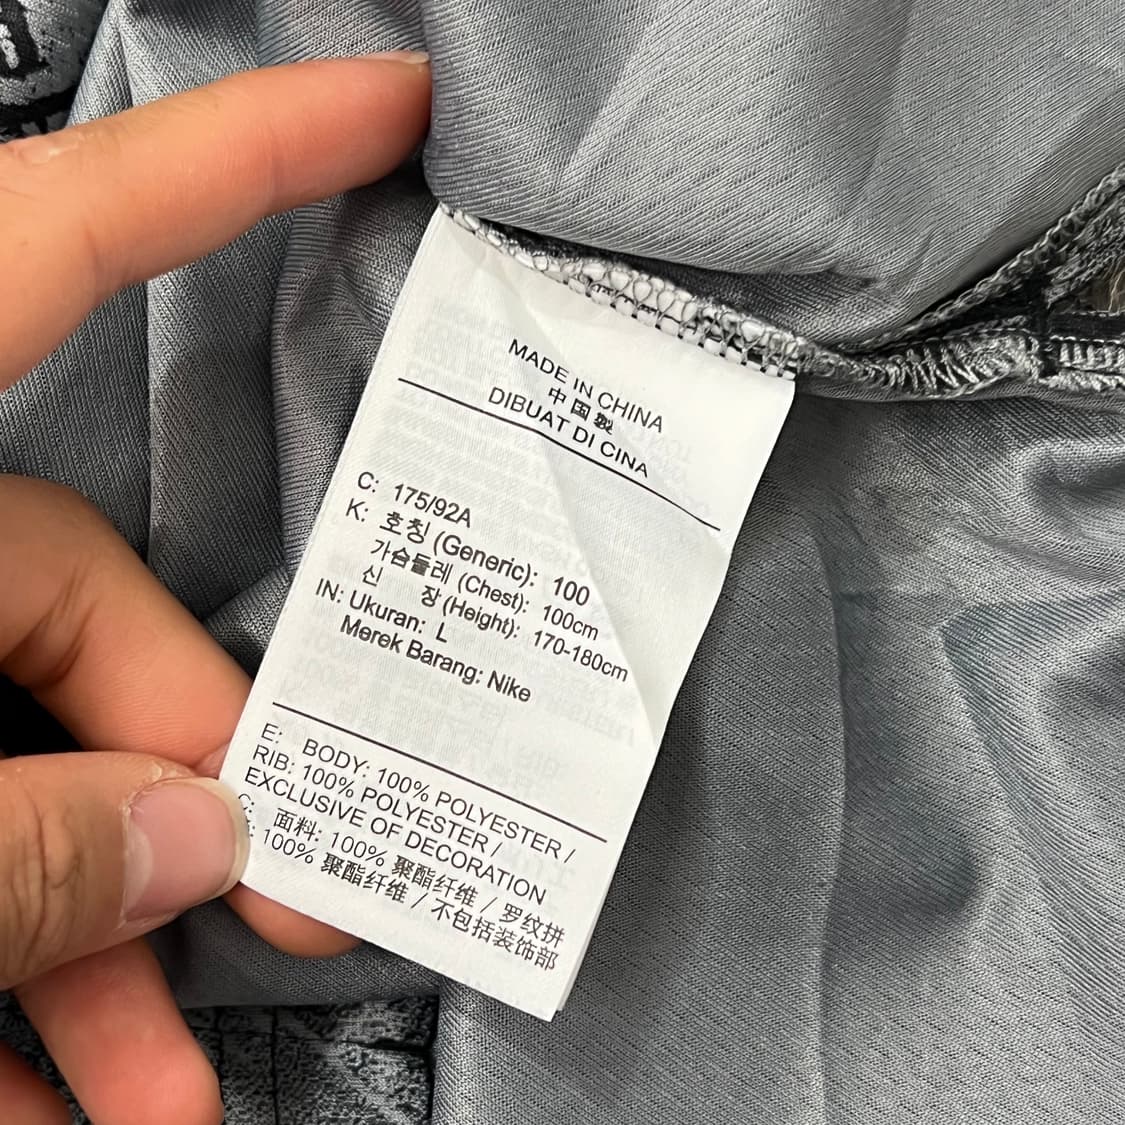 MADE IN CHINA
中国製
DIBUAT DI CINA
C: 175/92A
K: 호칭 (Generic): 100
가슴둘레 (Chest): 100cm
신 장 (Height): 170-180cm
IN: Ukuran: L
Merek Barang: Nike
E: BODY: 100% POLYESTER /
RIB: 100% POLYESTER /
EXCLUSIVE OF DECORATION
C: 面料: 100% 聚酯纤维 / 罗纹拼
: 100% 聚酯纤维 / 不包括装饰部